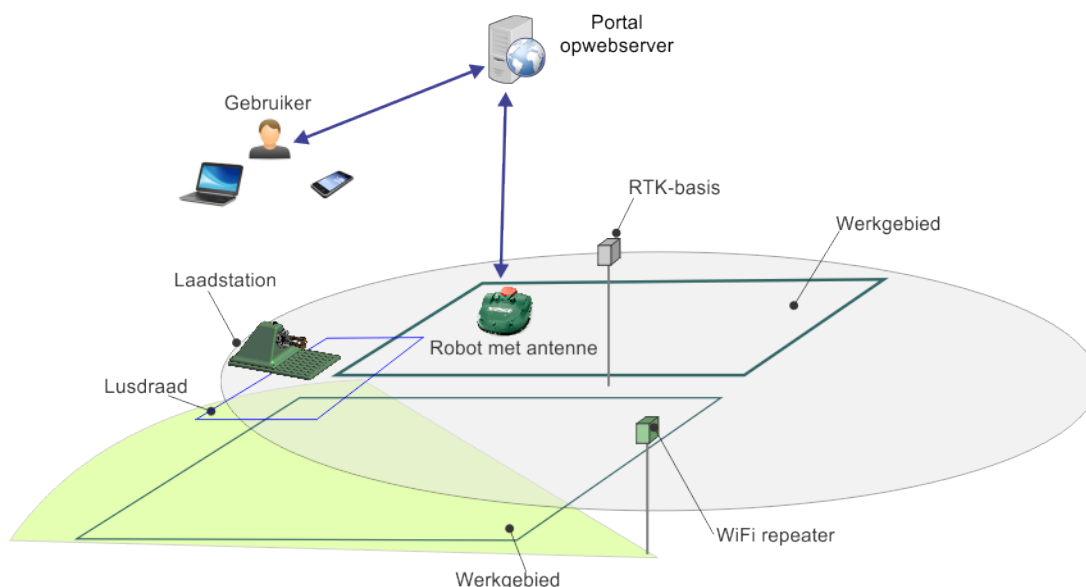 Portal
opwebserver
Gebruiker
RTK-basis
Werkgebied
Laadstation
Robot met antenne
Lusdraad
WiFi repeater
Werkgebied